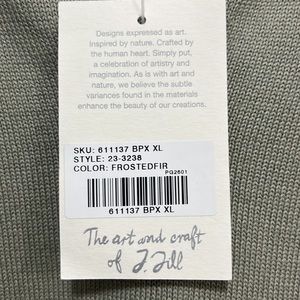 Designs expressed as art.
Inspired by nature. Crafted by
the human heart. Simply put,
a celebration of artistry and
imagination. As is with art and
nature, we believe the subtle
variances found in the materials
enhance the beauty of our creations.
SKU: 611137 BPX XL
STYLE: 23-3238
COLOR: FROSTEDFIR
PG2601
611137 BPX XL
The art and craft
of J. Jill